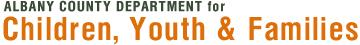 ALBANY COUNTY DEPARTMENT for
Children, Youth & Families